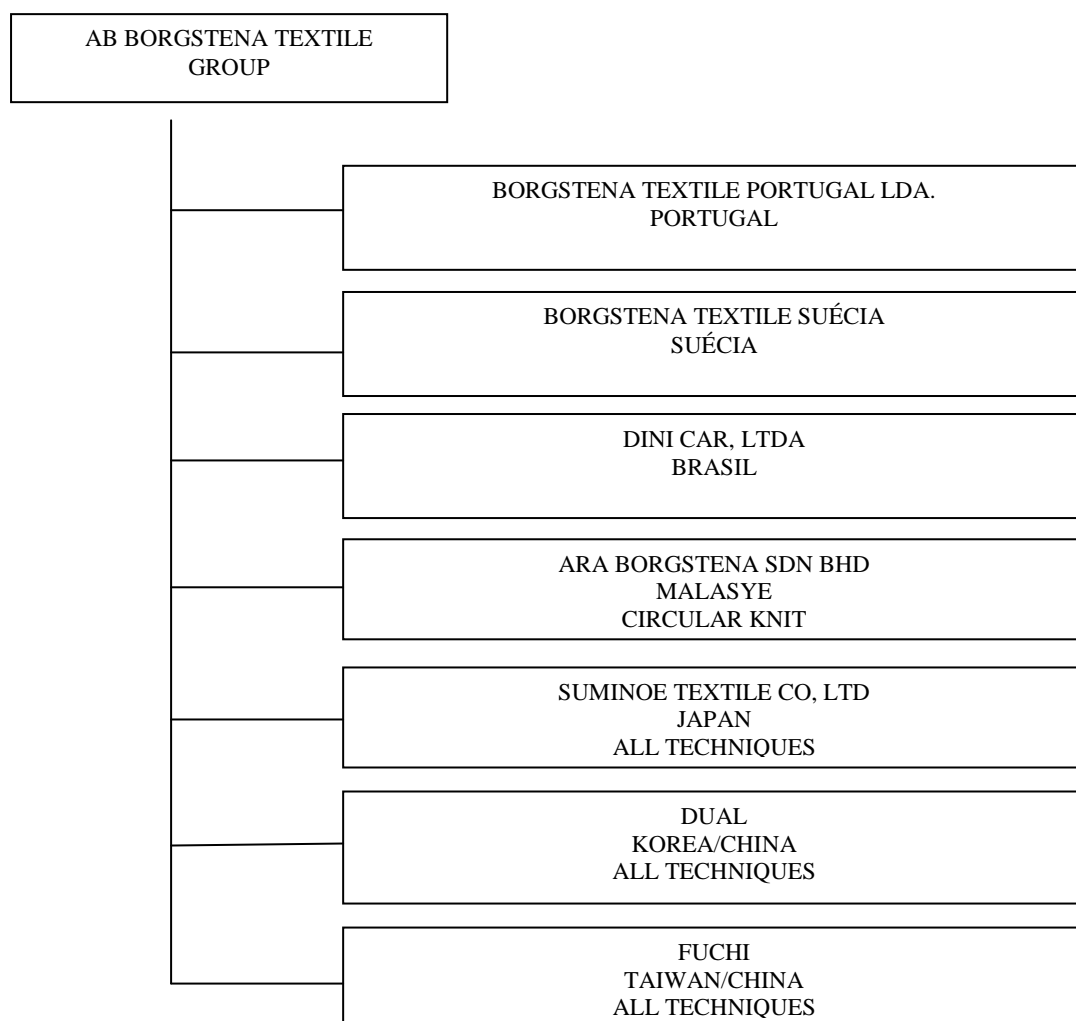 AB BORGSTENA TEXTILE
GROUP
BORGSTENA TEXTILE PORTUGAL LDA.
PORTUGAL
BORGSTENA TEXTILE SUÉCIA
SUÉCIA
DINI CAR, LTDA
BRASIL
ARA BORGSTENA SDN BHD
MALASYE
CIRCULAR KNIT
SUMINOE TEXTILE CO, LTD
JAPAN
ALL TECHNIQUES
DUAL
KOREA/CHINA
ALL TECHNIQUES
FUCHI
TAIWAN/CHINA
ALL TECHNIQUES